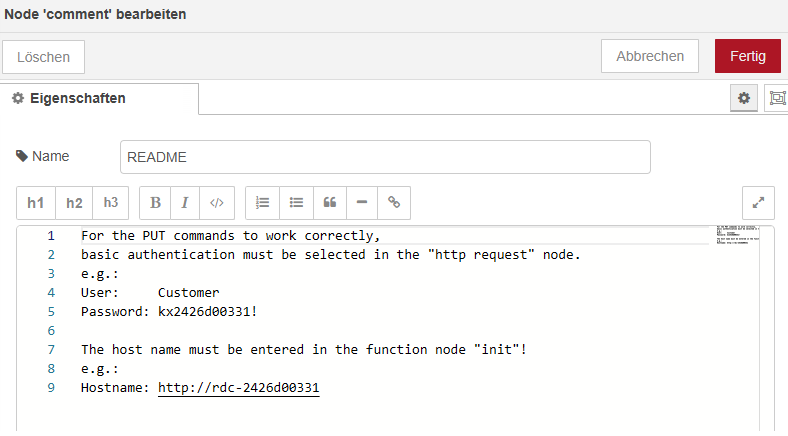 Node 'comment' bearbeiten
Löschen
Abbrechen
Fertig
Eigenschaften
Name
README
h1 h2 h3 B I </>
1 For the PUT commands to work correctly,
2 basic authentication must be selected in the "http request" node.
3 e.g.:
4 User: Customer
5 Password: kx2426d00331!
6
7 The host name must be entered in the function node "init"!
8 e.g.:
9 Hostname: http://rdc-2426d00331